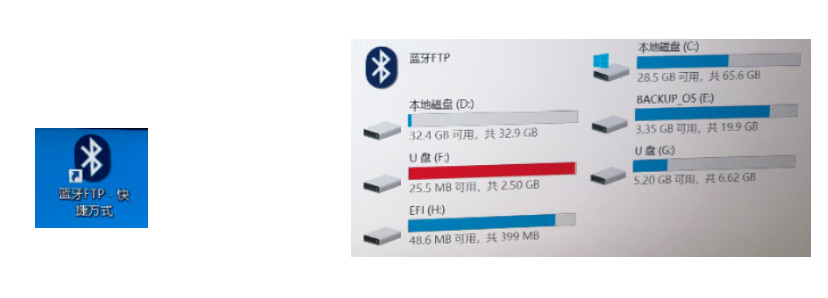 蓝牙FTP - 快
捷方式
蓝牙FTP
本地磁盘 (C:)
28.5 GB 可用，共 65.6 GB
本地磁盘 (D:)
32.4 GB 可用，共 32.9 GB
BACKUP_OS (E:)
3.35 GB 可用，共 19.9 GB
U 盘 (F:)
25.5 MB 可用，共 2.50 GB
U 盘 (G:)
5.20 GB 可用，共 6.62 GB
EFI (H:)
48.6 MB 可用，共 399 MB